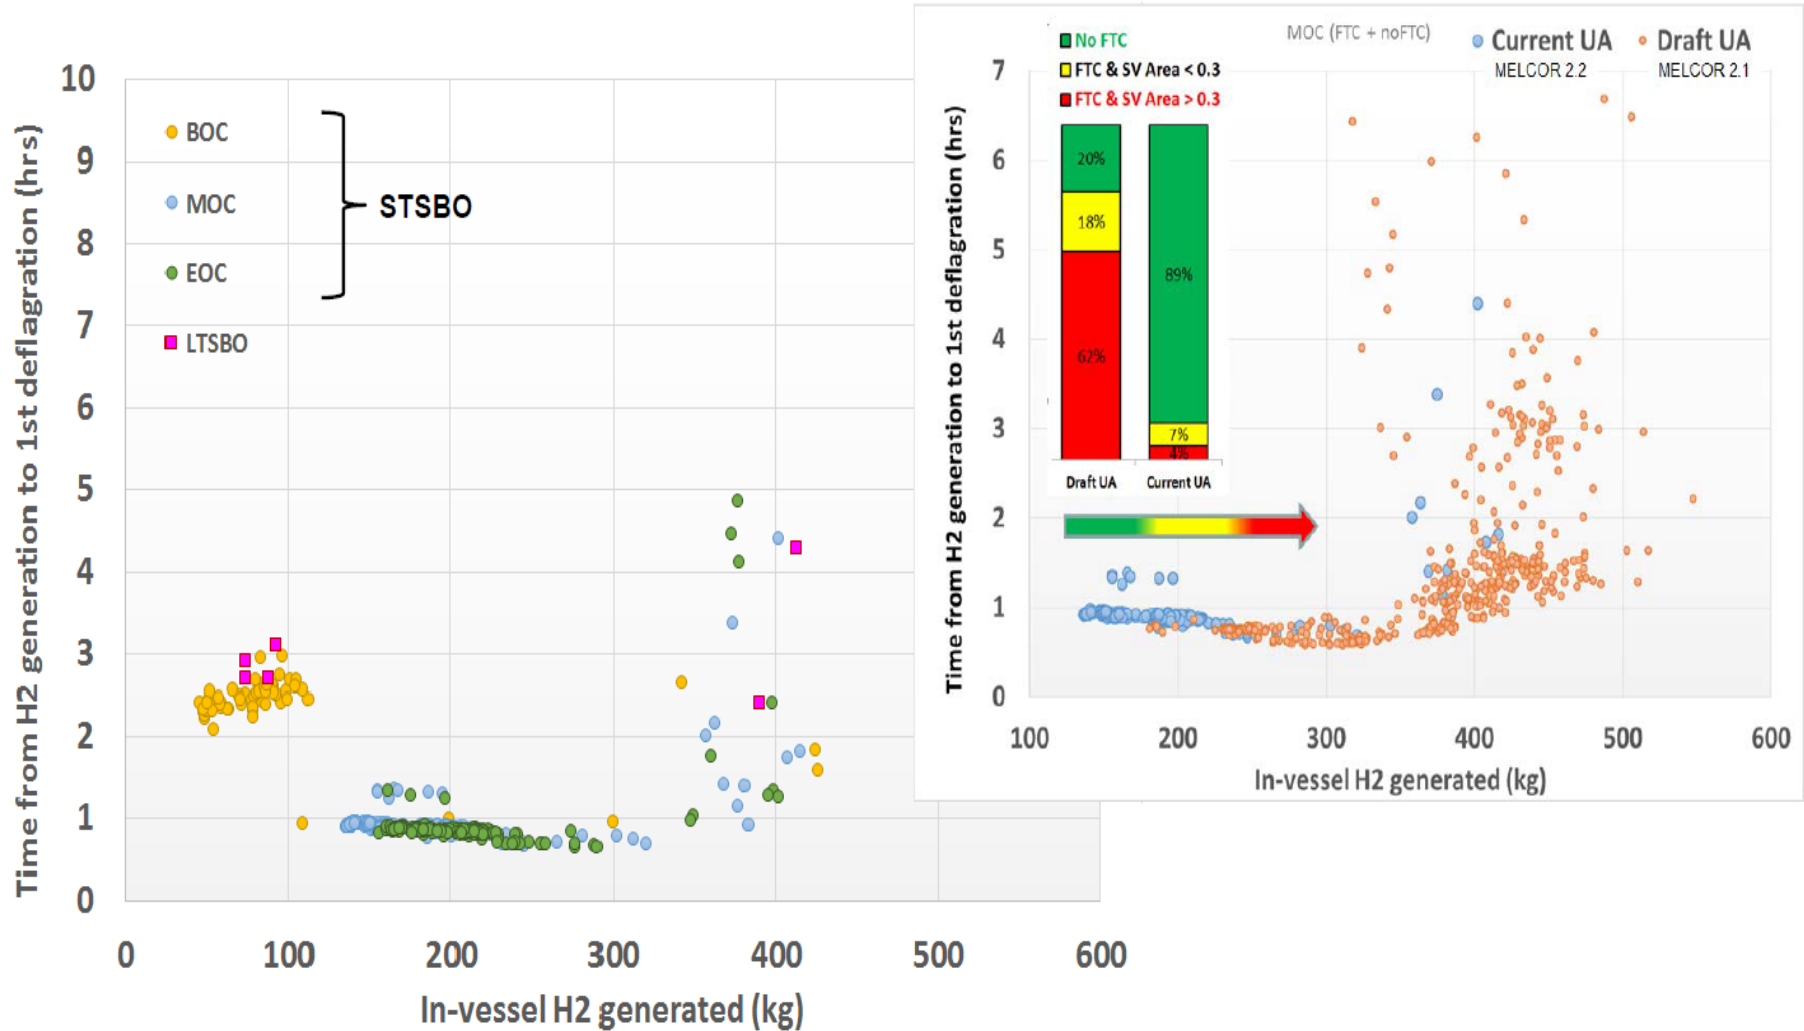 Time from H2 generation to 1st deflagration (hrs)
10
9
8
7
6
5
4
3
2
1
0
BOC
MOC
EOC
STSBO
LTSBO
0
100
200
300
400
500
600
In-vessel H2 generated (kg)
MOC (FTC + noFTC)
Current UA
Draft UA
MELCOR 2.2
MELCOR 2.1
No FTC
FTC & SV Area < 0.3
FTC & SV Area > 0.3
20%
18%
62%
89%
7%
4%
Draft UA
Current UA
Time from H2 generation to 1st deflagration (hrs)
7
6
5
4
3
2
1
0
100
200
300
400
500
600
In-vessel H2 generated (kg)